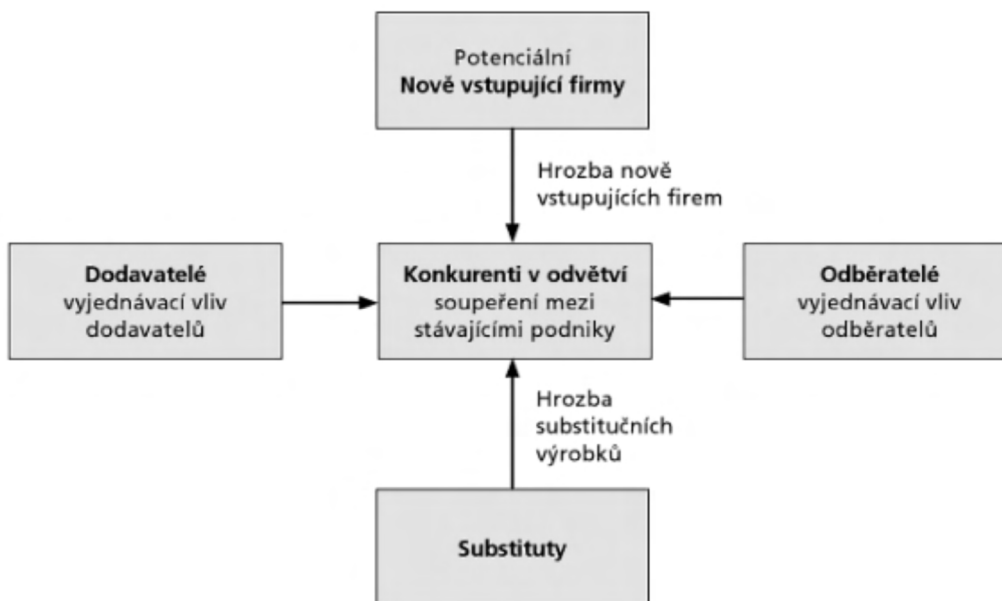 Potenciální
Nově vstupující firmy
Hrozba nově
vstupujících firem
Dodavatelé
vyjednávací vliv
dodavatelů
Konkurenti v odvětví
soupeření mezi
stávajícími podniky
Odběratelé
vyjednávací vliv
odběratelů
Hrozba
substitučních
výrobků
Substituty